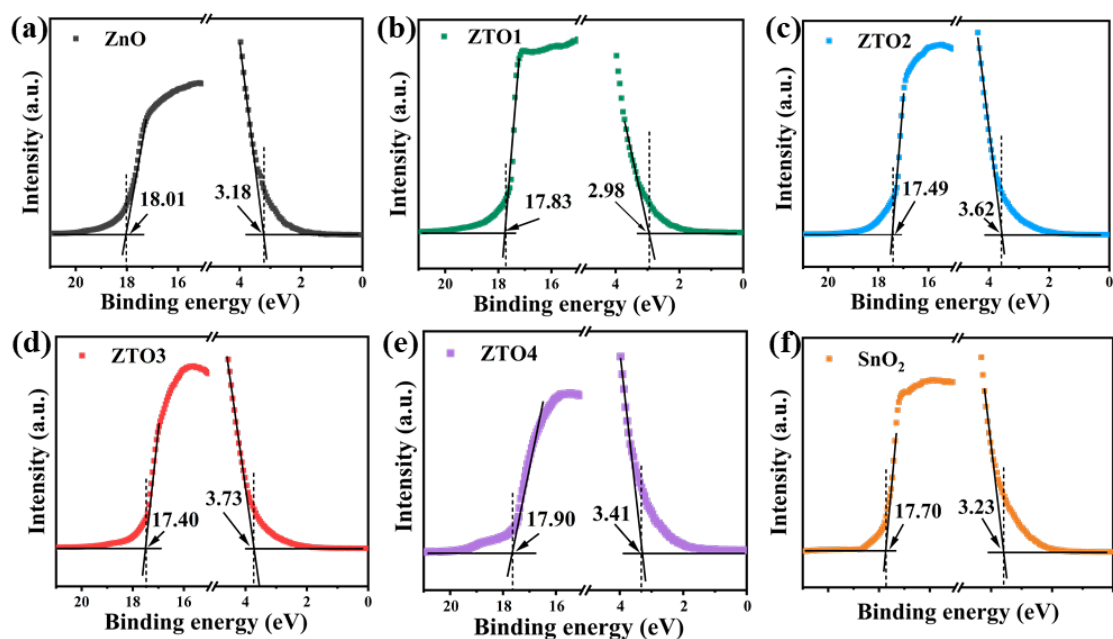 (a)
ZnO
Intensity (a.u.)
18.01
3.18
20 18 16 4 2 0
Binding energy (eV)
(b)
ZTO1
Intensity (a.u.)
17.83
2.98
20 18 16 4 2 0
Binding energy (eV)
(c)
ZTO2
Intensity (a.u.)
17.49
3.62
20 18 16 4 2 0
Binding energy (eV)
(d)
ZTO3
Intensity (a.u.)
17.40
3.73
20 16 4 2 0
Binding energy (eV)
(e)
ZTO4
Intensity (a.u.)
17.90
3.41
20 18 16 4 2 0
Binding energy (eV)
(f)
SnO₂
Intensity (a.u.)
17.70
3.23
20 18 16 4 2
Binding energy (eV)